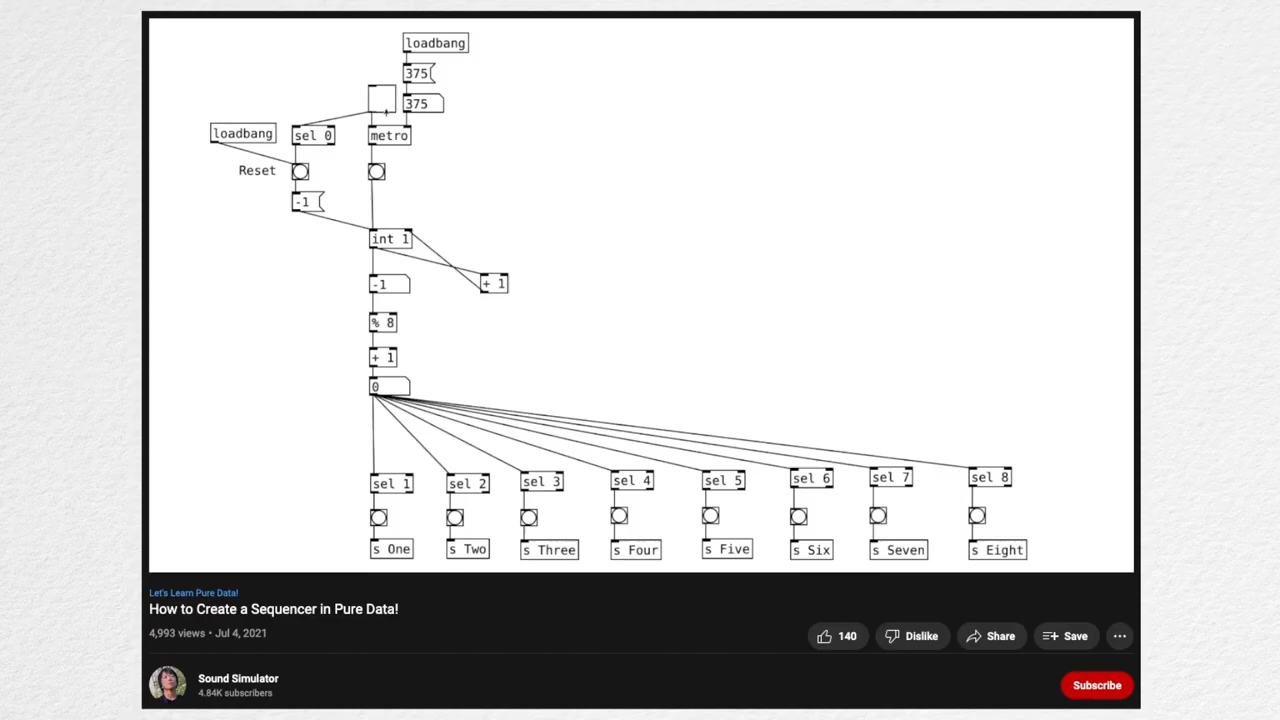 loadbang
375
375
loadbang
sel 0
metro
Reset
-1
int 1
-1
+ 1
% 8
+ 1
0
sel 1
sel 2
sel 3
sel 4
sel 5
sel 6
sel 7
sel 8
s One
s Two
s Three
s Four
s Five
s Six
s Seven
s Eight
Let's Learn Pure Data!
How to Create a Sequencer in Pure Data!
4,993 views • Jul 4, 2021
140
Dislike
Share
Save
Sound Simulator
4.84K subscribers
Subscribe